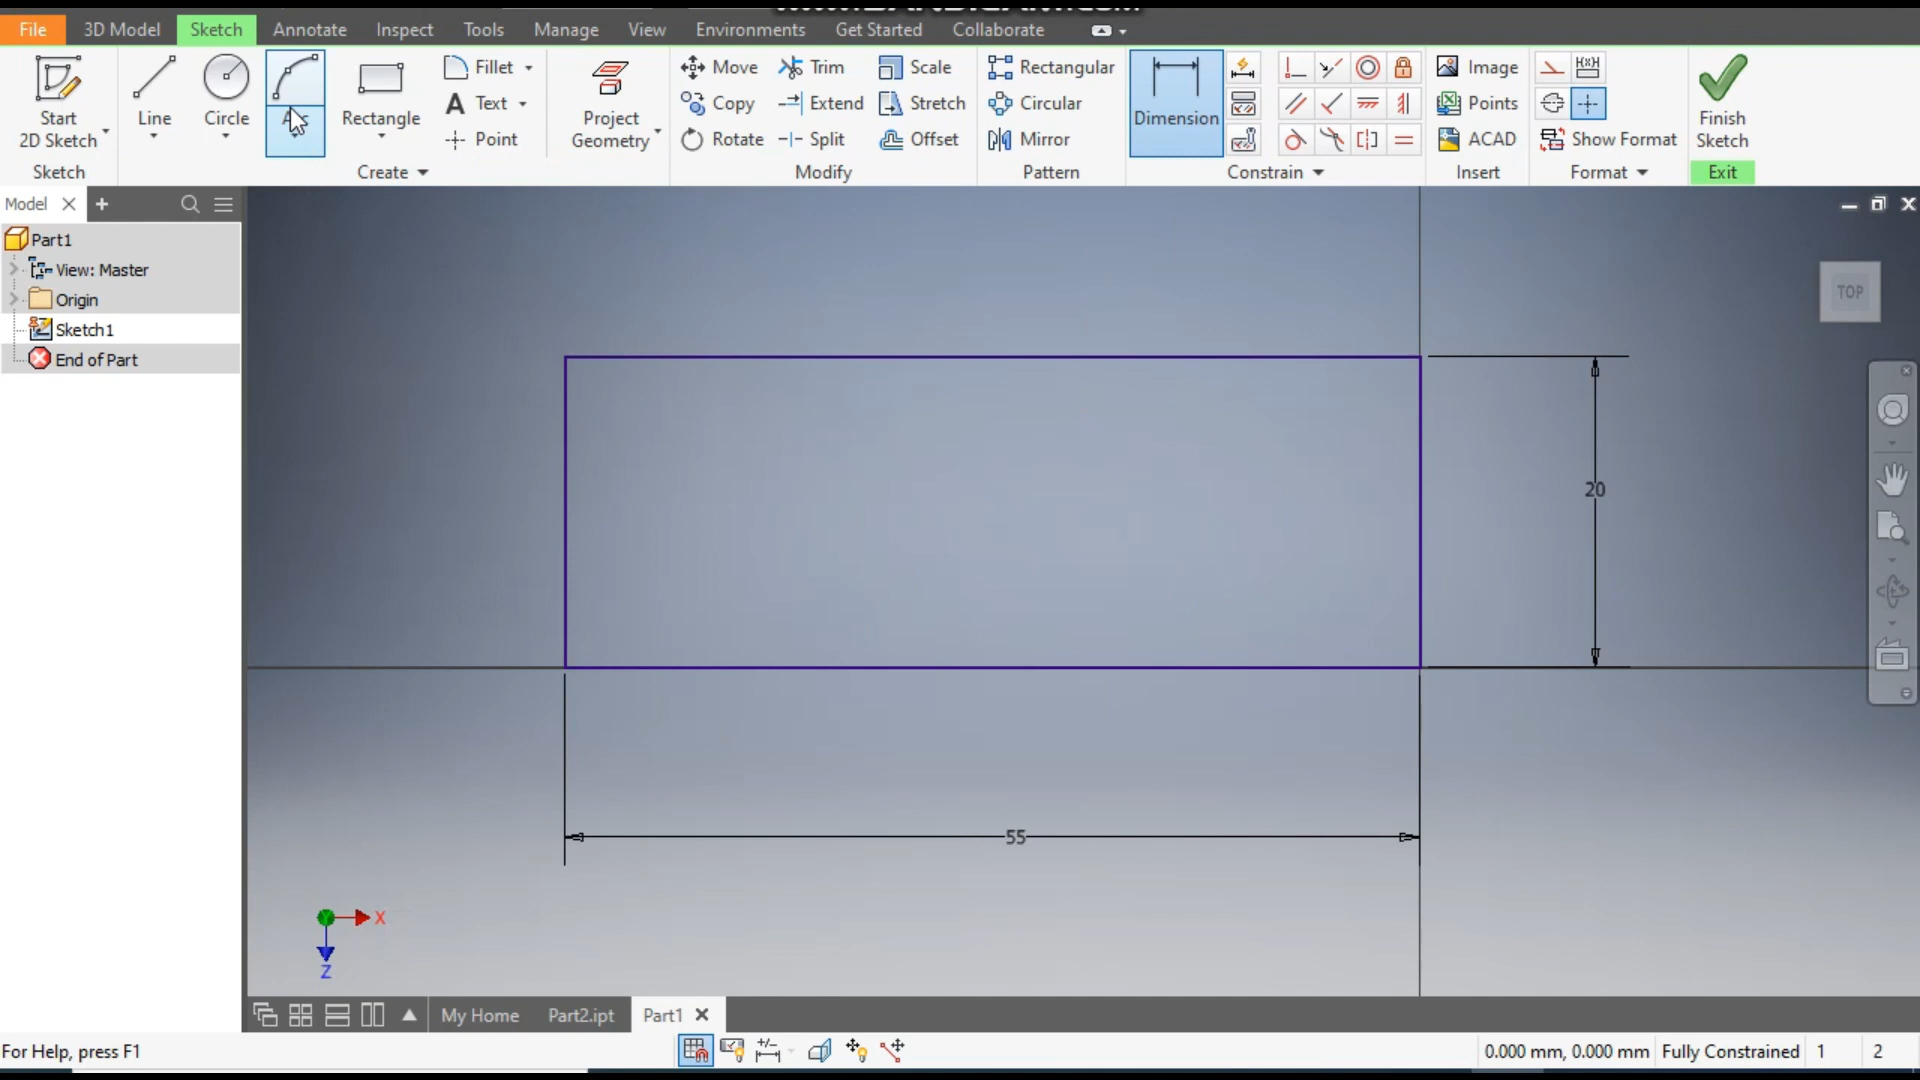 File 3D Model Sketch Annotate Inspect Tools Manage View Environments Get Started Collaborate
Start
2D Sketch
Line
Circle
Rectangle
Fillet
Text
Point
Project
Geometry
Move Trim Scale
Copy Extend Stretch
Rotate Split Offset
Rectangular
Circular
Mirror
Dimension
Image
Points
ACAD
Show Format
Finish
Sketch
Sketch Create Modify Pattern Constrain Insert Format Exit
Model
Part1
View: Master
Origin
Sketch1
End of Part
TOP
20
55
X
Z
My Home Part2.ipt Part1
For Help, press F1
0.000 mm, 0.000 mm Fully Constrained 1 2